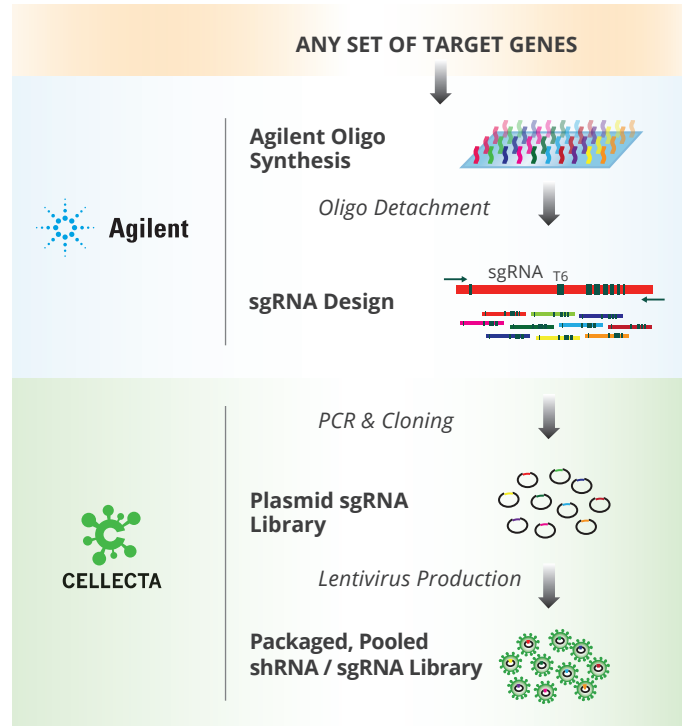 ANY SET OF TARGET GENES
Agilent Oligo
Synthesis
Oligo Detachment
Agilent
sgRNA T6
sgRNA Design
PCR & Cloning
Plasmid sgRNA
Library
CELLECTA
Lentivirus Production
Packaged, Pooled
shRNA / sgRNA Library